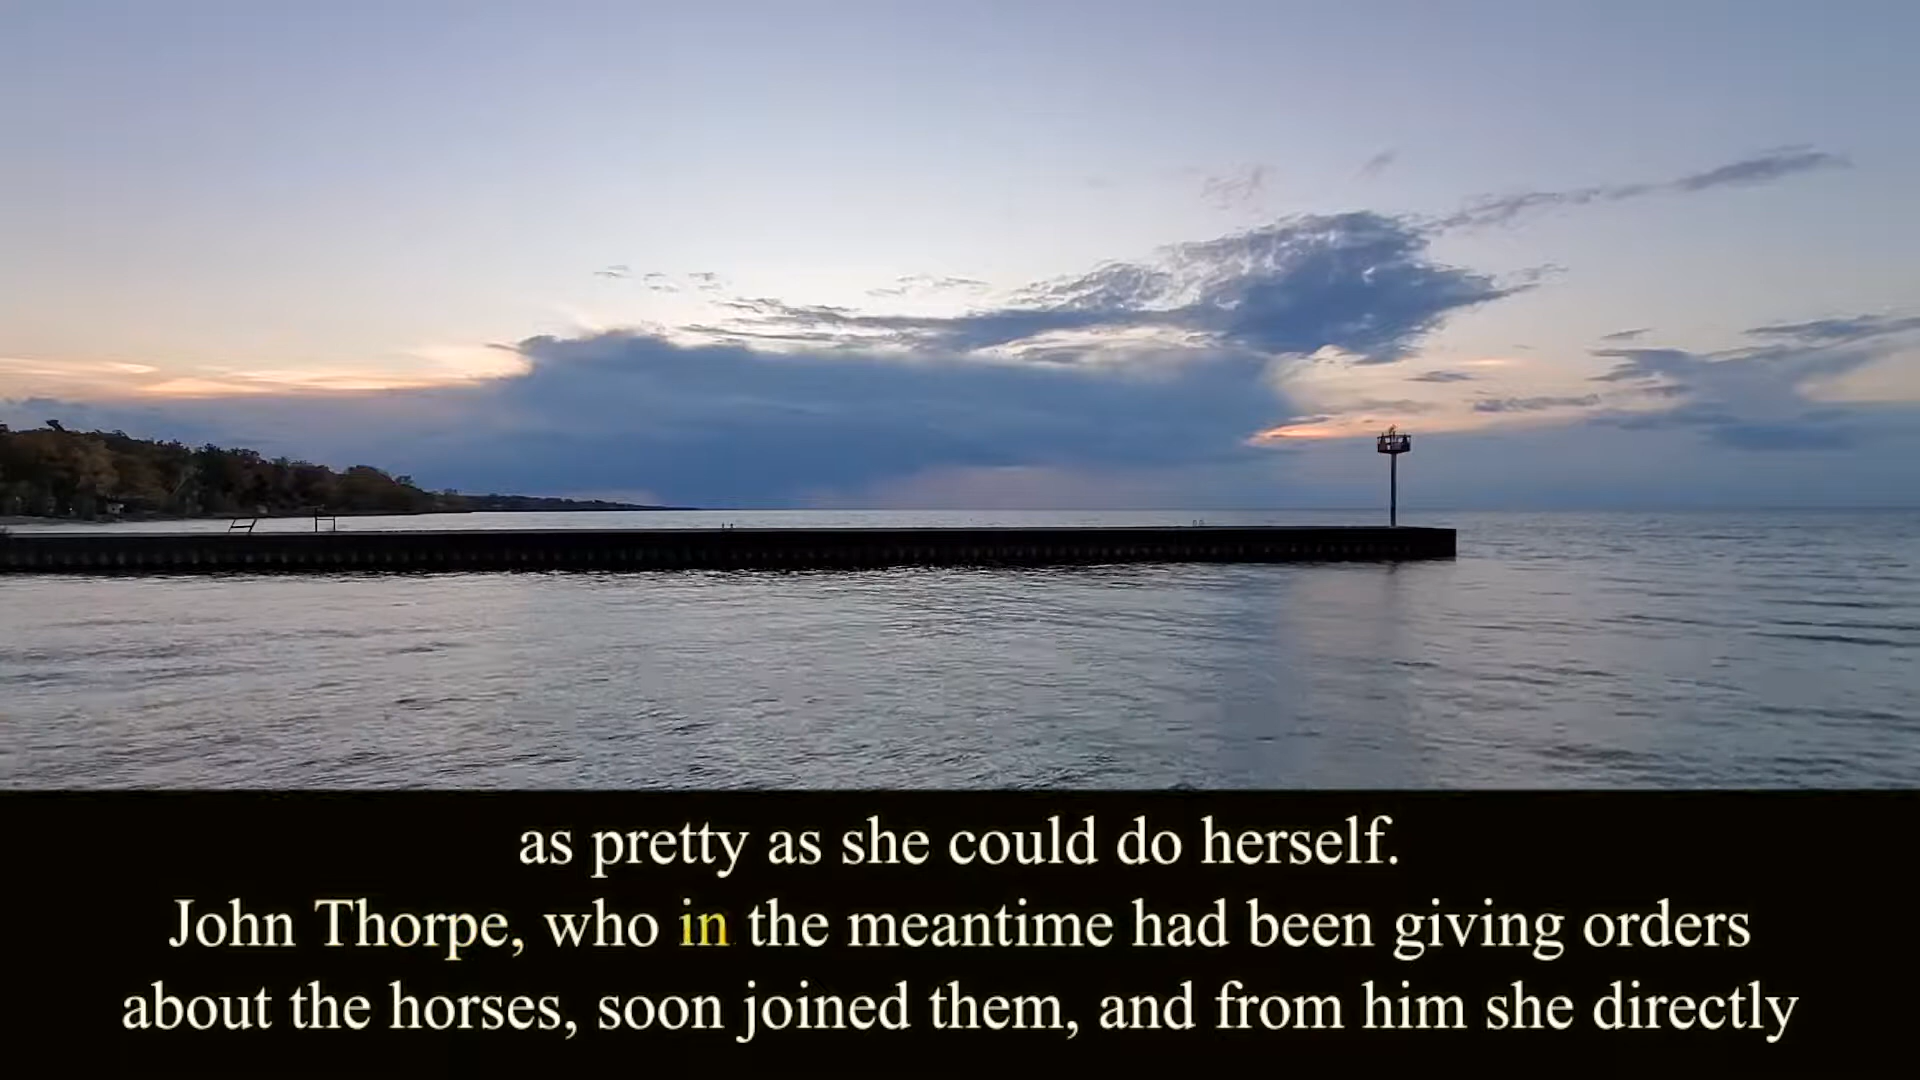 as pretty as she could do herself.
John Thorpe, who in the meantime had been giving orders
about the horses, soon joined them, and from him she directly